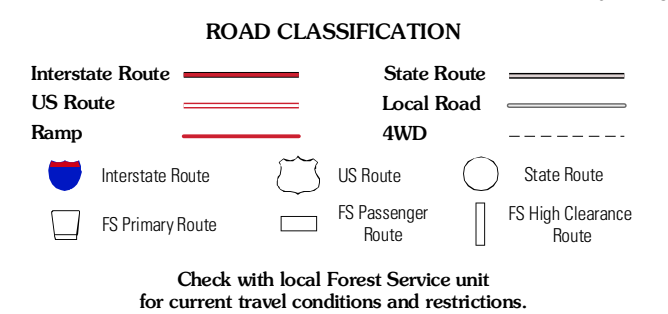 ROAD CLASSIFICATION
Interstate Route
State Route
US Route
Local Road
Ramp
4WD
Interstate Route
US Route
State Route
FS Primary Route
FS Passenger
Route
FS High Clearance
Route
Check with local Forest Service unit
for current travel conditions and restrictions.